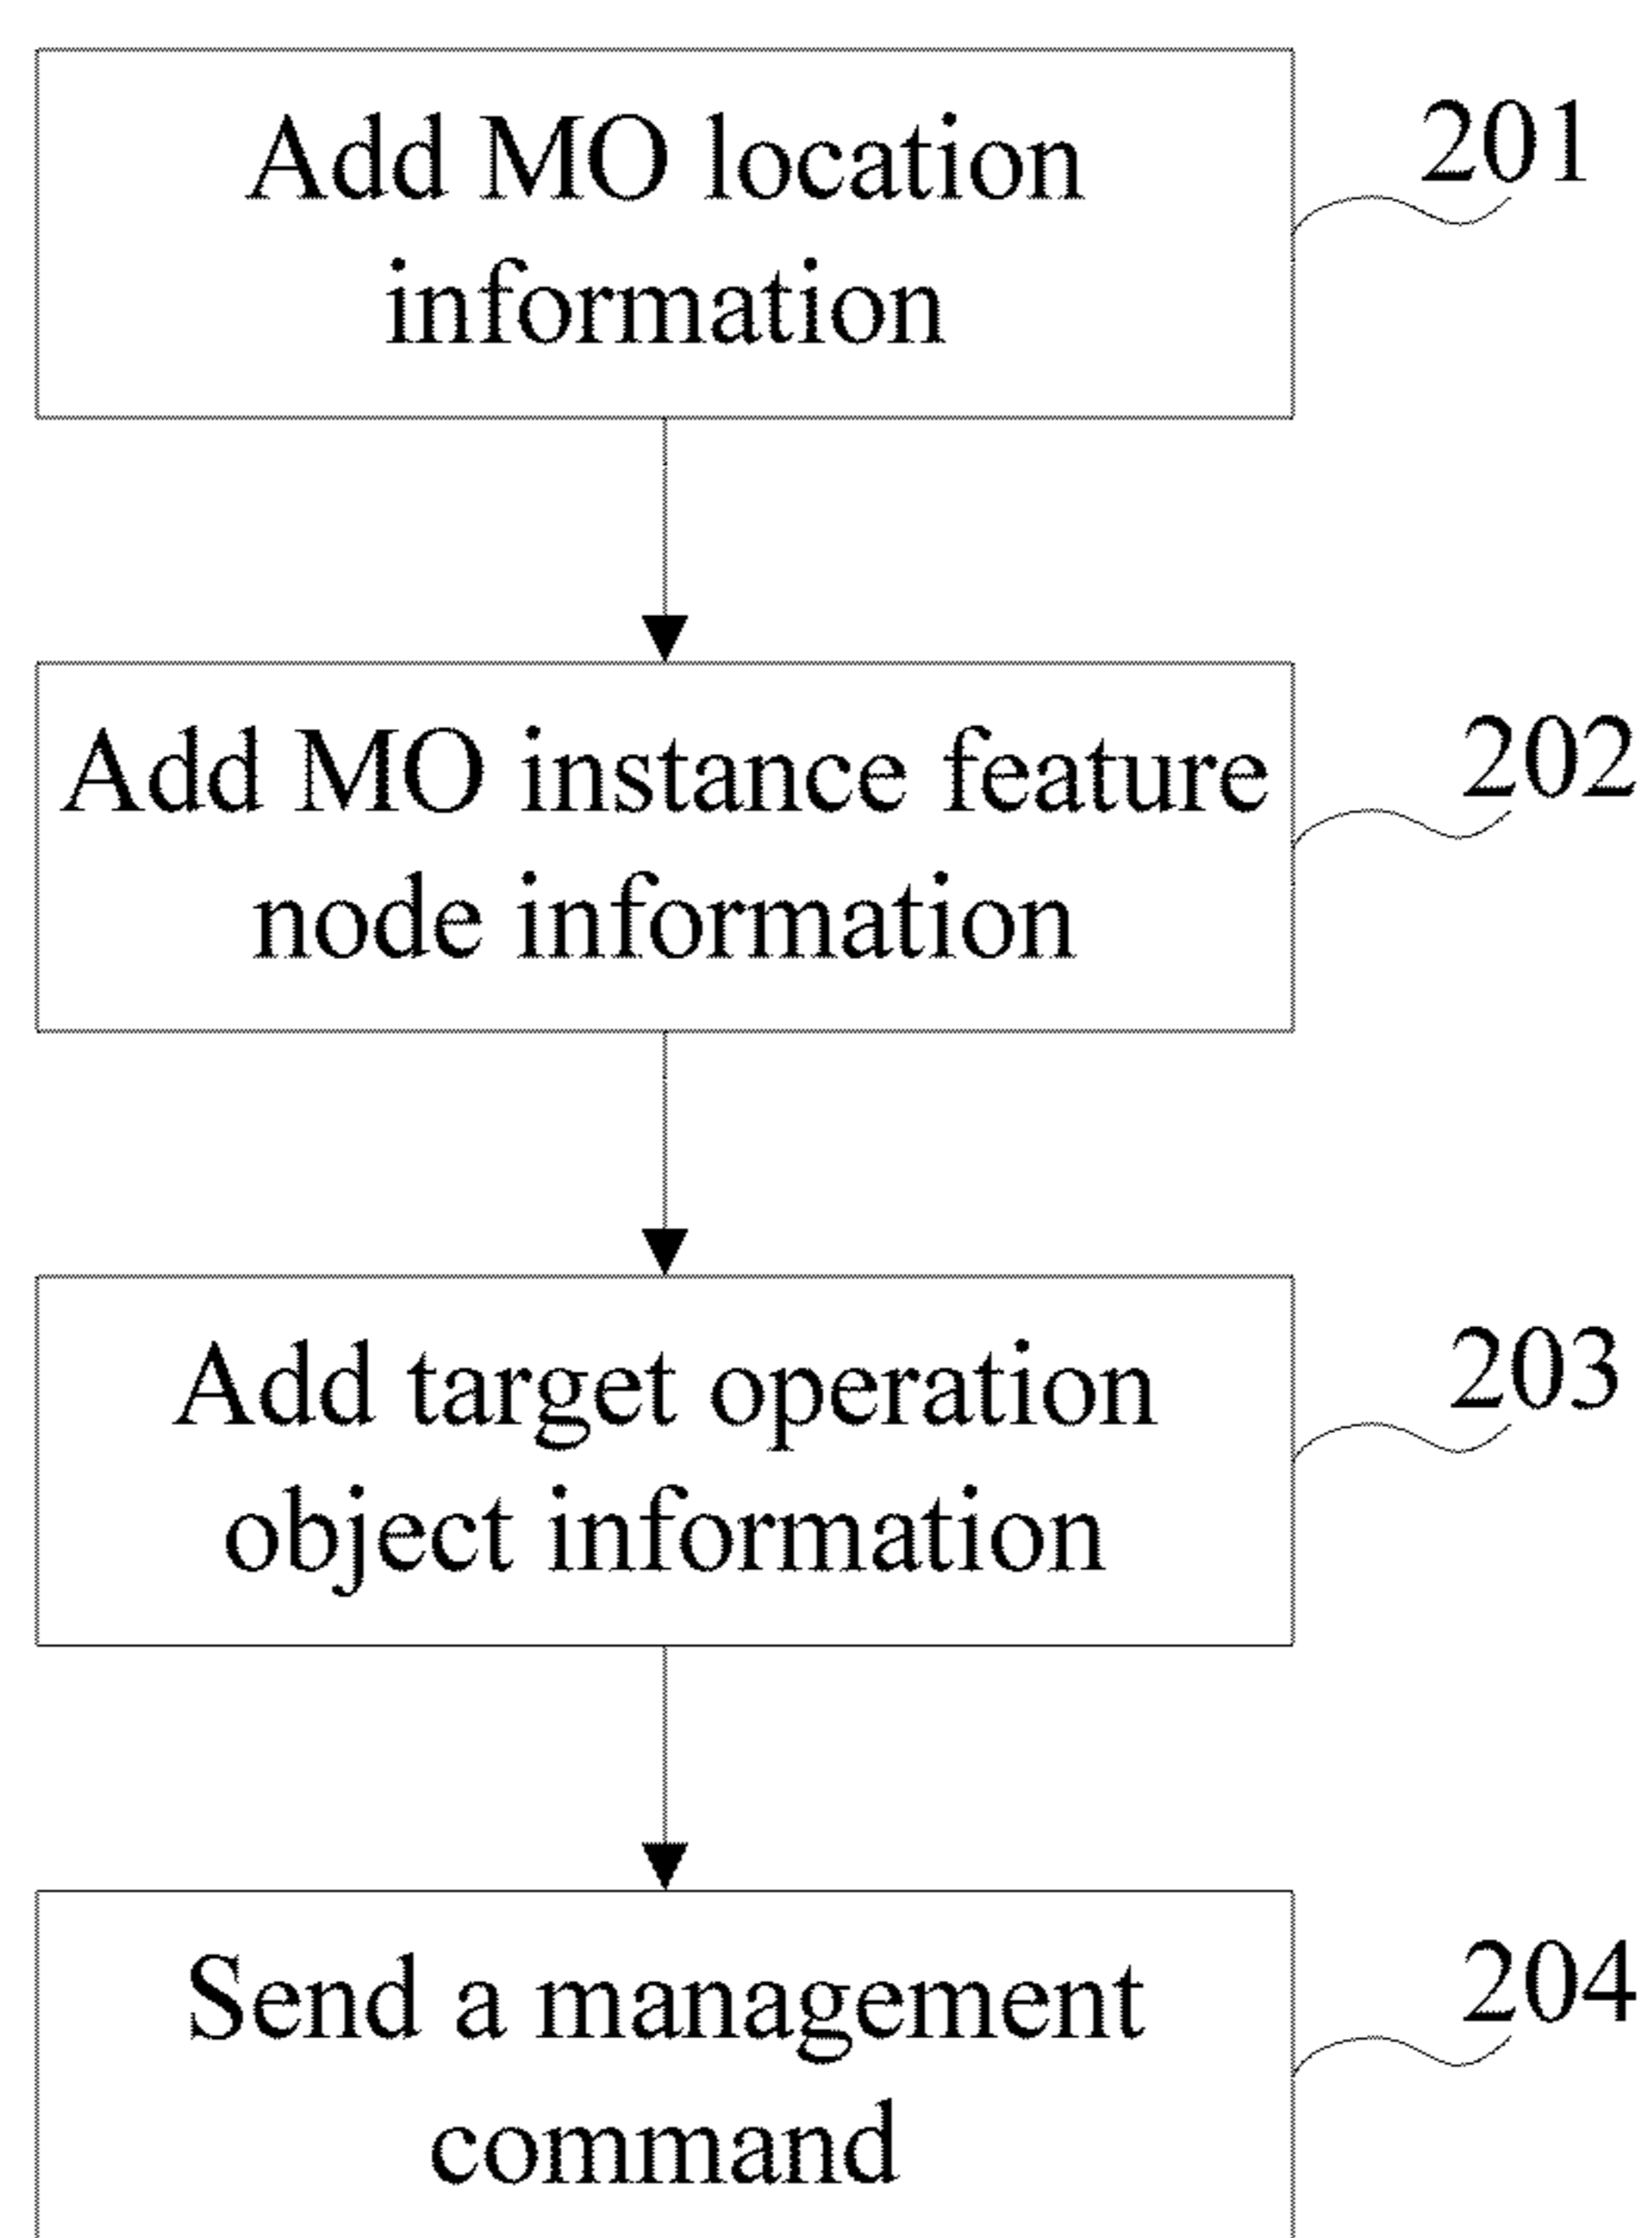 Add MO location
information
201
Add MO instance feature
node information
202
Add target operation
object information
203
Send a management
command
204